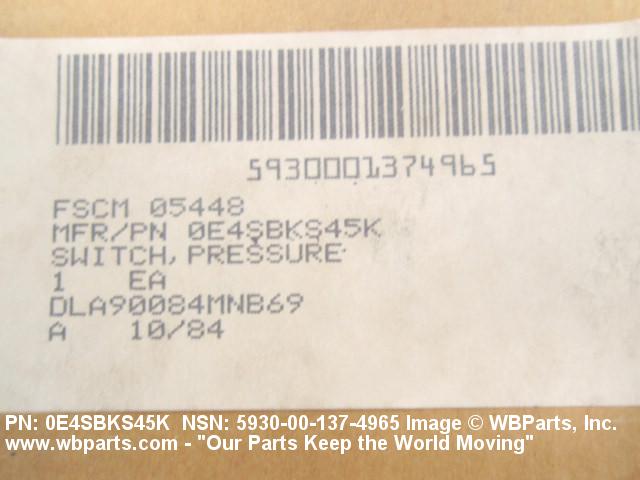 5930001374965
FSCM 05448
MFR/PN 0E4SBKS45K
SWITCH, PRESSURE
1 EA
DLA90084MNB69
A 10/84
PN: 0E4SBKS45K NSN: 5930-00-137-4965 Image © WBParts, Inc.
www.wbparts.com - "Our Parts Keep the World Moving"